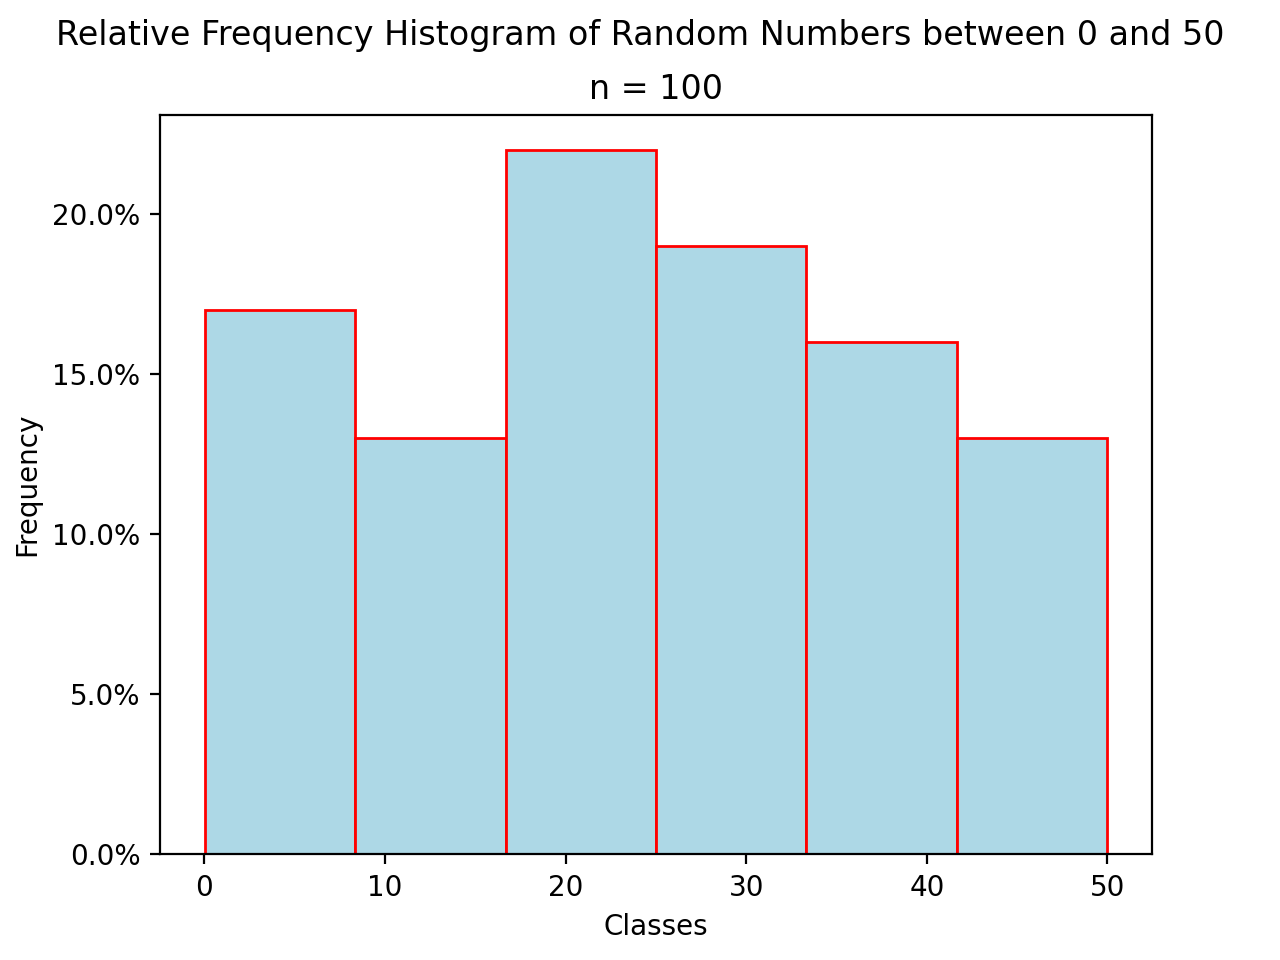 Relative Frequency Histogram of Random Numbers between 0 and 50
n = 100
20.0%
15.0%
10.0%
5.0%
0.0%
Frequency
0 10 20 30 40 50
Classes